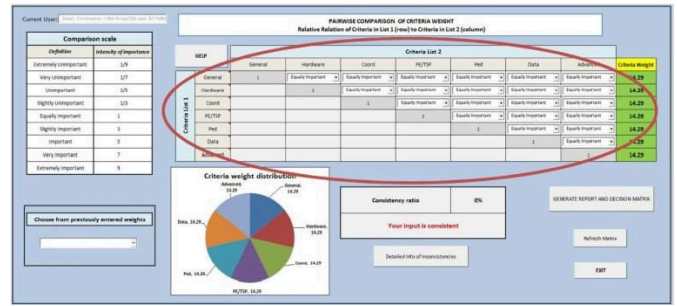 Current User:
PAIRWISE COMPARISON OF CRITERIA WEIGHT
Relative Relation of Criteria in List 1 (row) to Criteria in List 2 (column)
Comparison scale
Definition Intensity of importance
Extremely Unimportant 1/9
Very Unimportant 1/7
Unimportant 1/5
Slightly Unimportant 1/3
Equally Important 1
Slightly Important 3
Important 5
Very Important 7
Extremely Important 9
HELP
Criteria List 2
General Hardware Coord PE/TSP Ped Data Advanced Criteria Weight
Criteria List 1
General 1 Equally Important Equally Important Equally Important Equally Important Equally Important Equally Important 14.29
Hardware 1 Equally Important Equally Important Equally Important Equally Important Equally Important 14.29
Coord 1 Equally Important Equally Important Equally Important Equally Important 14.29
PE/TSP 1 Equally Important Equally Important Equally Important 14.29
Ped 1 Equally Important Equally Important 14.29
Data 1 Equally Important 14.29
Advanced 1 14.29
Criteria weight distribution
Advanced, 14.29
General, 14.29
Data, 14.29
Hardware, 14.29
Ped, 14.29
Coord, 14.29
PE/TSP, 14.29
Consistency ratio 0%
Your input is consistent
Detailed Info of Inconsistencies
GENERATE REPORT AND DECISION MATRIX
Refresh Matrix
EXIT
Choose from previously entered weights